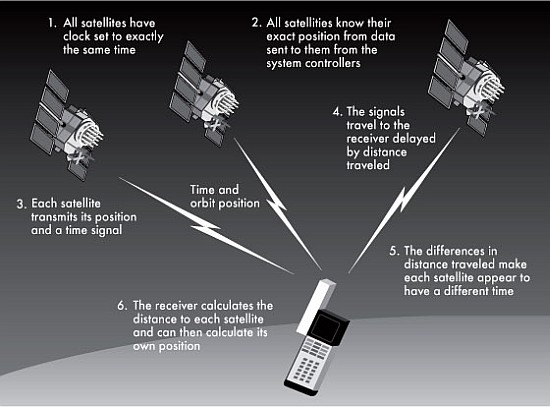 1. All satellites have
clock set to exactly
the same time
2. All satellities know their
exact position from data
sent to them from the
system controllers
3. Each satellite
transmits its position
and a time signal
Time and
orbit position
4. The signals
travel to the
receiver delayed
by distance
traveled
5. The differences in
distance traveled make
each satellite appear to
have a different time
6. The receiver calculates the
distance to each satellite
and can then calculate its
own position